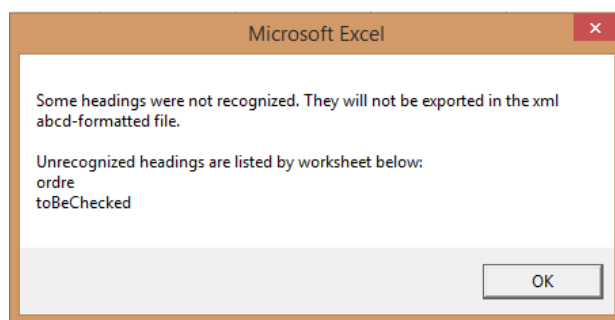 Microsoft Excel
x
Some headings were not recognized. They will not be exported in the xml
abcd-formatted file.
Unrecognized headings are listed by worksheet below:
ordre
toBeChecked
OK